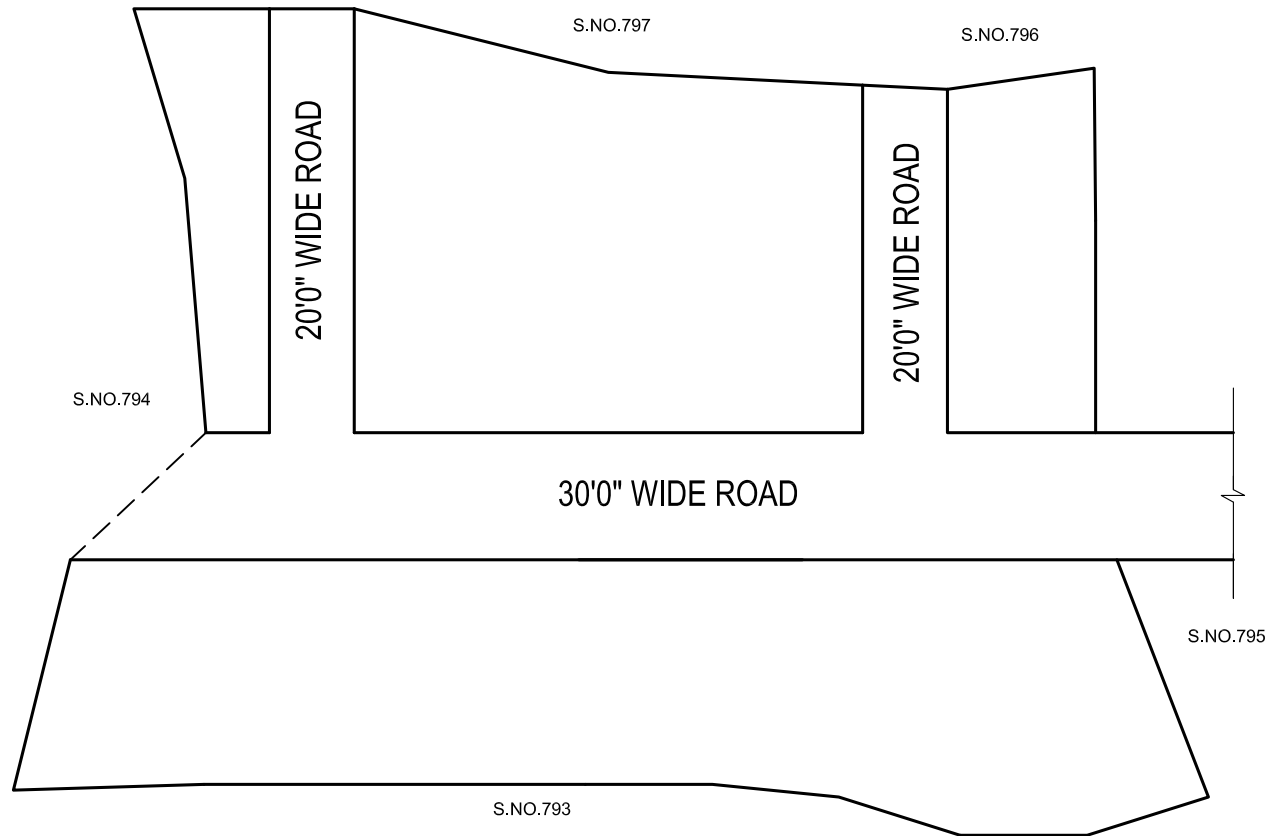 S.NO.797
S.NO.796
20'0" WIDE ROAD
20'0" WIDE ROAD
S.NO.794
30'0" WIDE ROAD
S.NO.795
S.NO.793